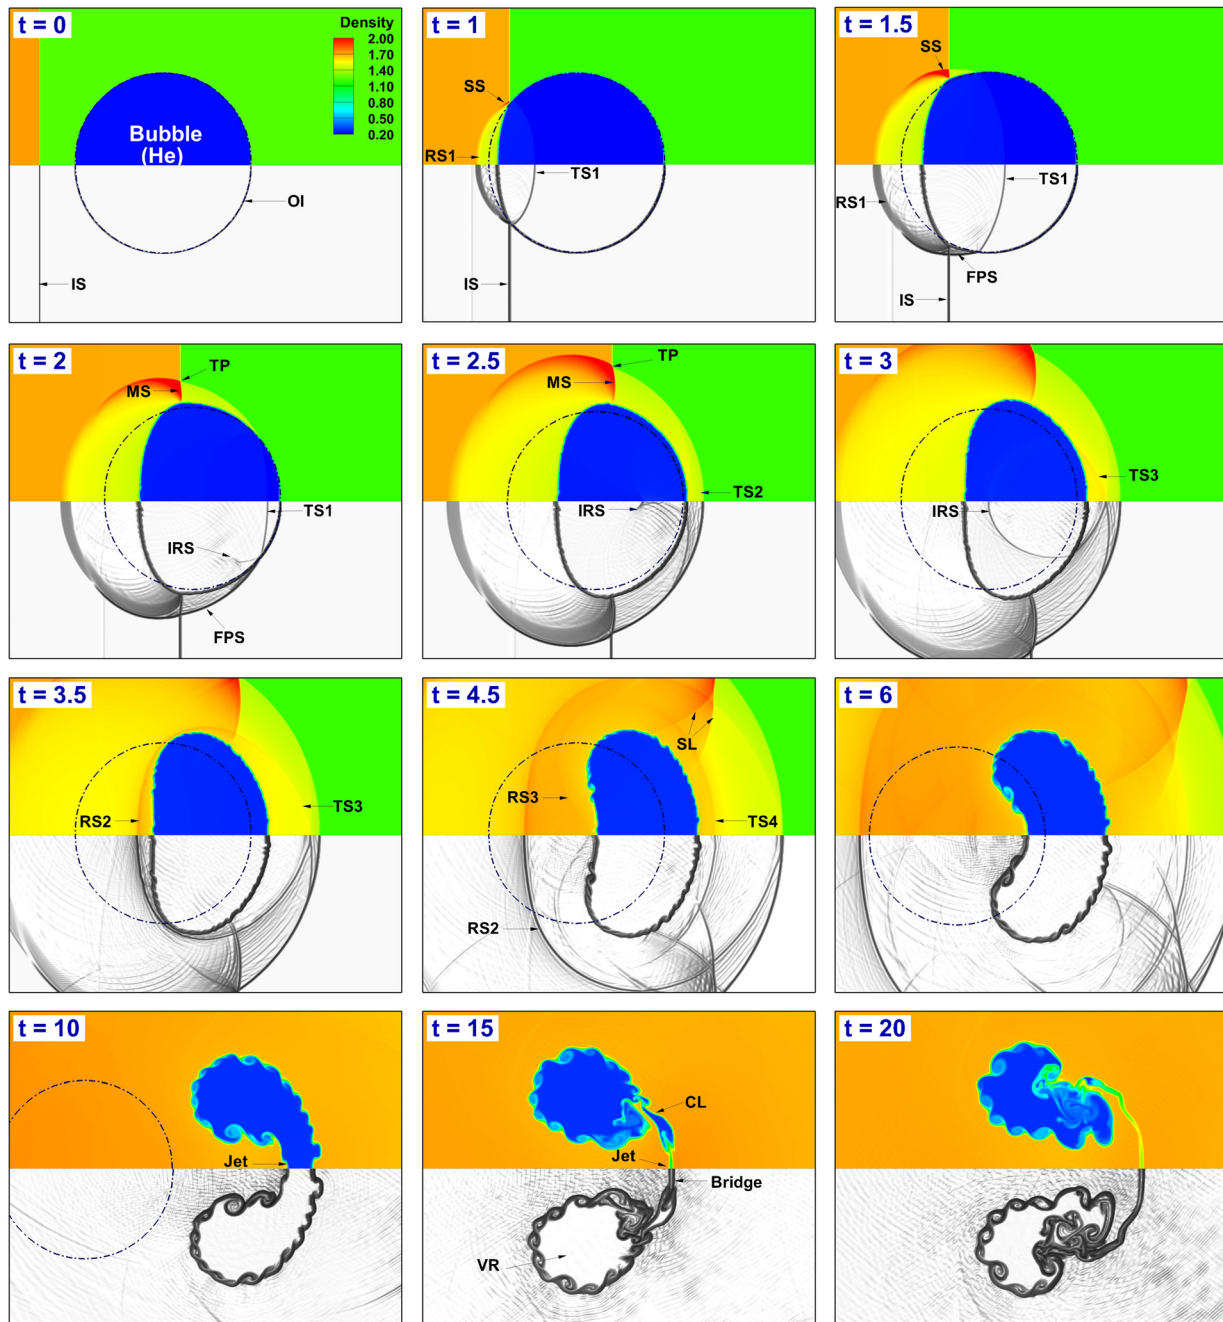 t = 0
Density
2.00
1.70
1.40
1.10
0.80
0.50
0.20
Bubble
(He)
OI
IS
t = 1
SS
RS1
TS1
IS
t = 1.5
SS
TS1
RS1
FPS
IS
t = 2
TP
MS
TS1
IRS
FPS
t = 2.5
TP
MS
TS2
IRS
t = 3
TS3
IRS
t = 3.5
TS3
RS2
t = 4.5
SL
RS3
TS4
RS2
t = 6
t = 10
Jet
t = 15
CL
Jet
Bridge
VR
t = 20